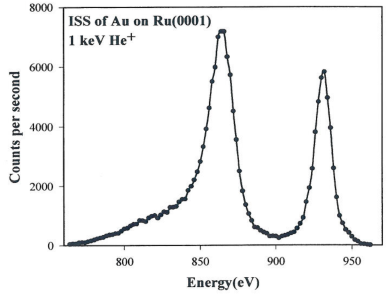 8000
ISS of Au on Ru(0001)
1 keV He+
6000
4000
2000
0
Counts per second
800
850
900
950
Energy(eV)